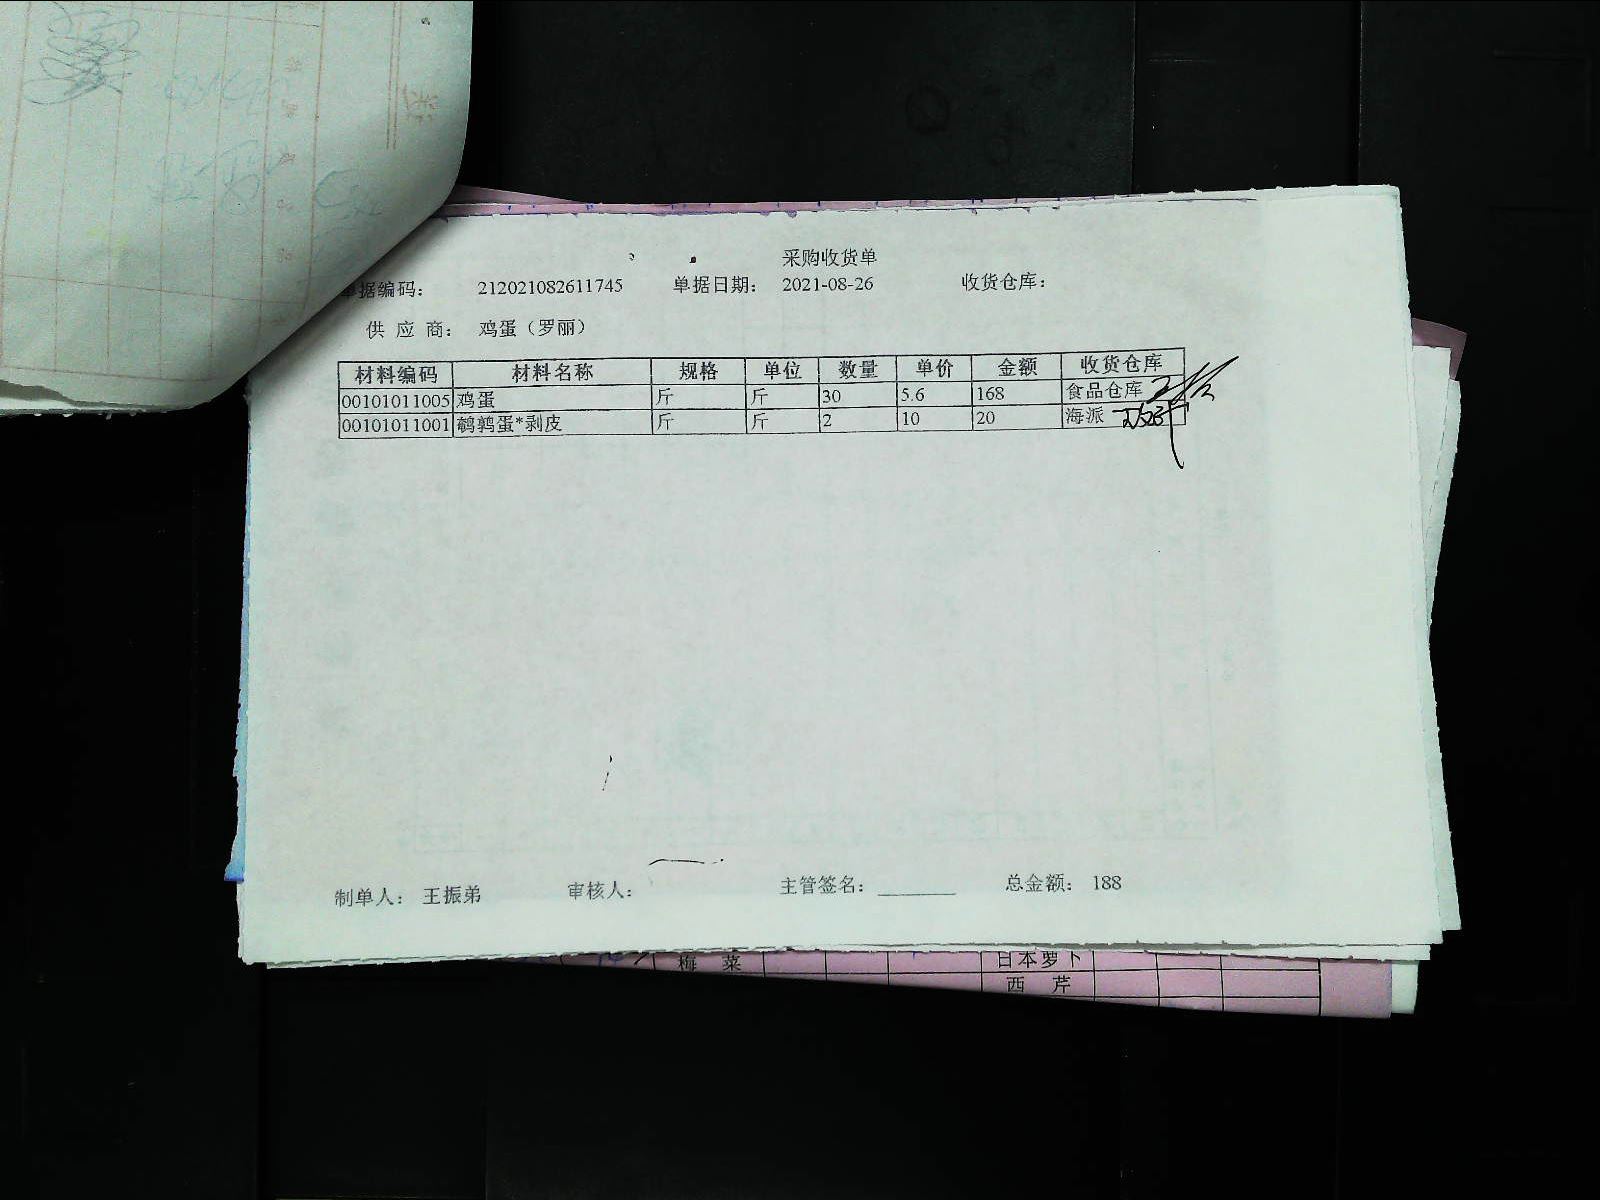 采购收货单
单据编码： 212021082611745 单据日期： 2021-08-26 收货仓库：
供 应 商： 鸡蛋（罗丽）
材料编码 材料名称 规格 单位 数量 单价 金额 收货仓库
00101011005 鸡蛋 斤 斤 30 5.6 168 食品仓库
00101011001 鹌鹑蛋*剥皮 斤 斤 2 10 20 海派
制单人： 王振弟 审核人： 主管签名： 总金额： 188
梅 菜 日本萝卜
西 芹